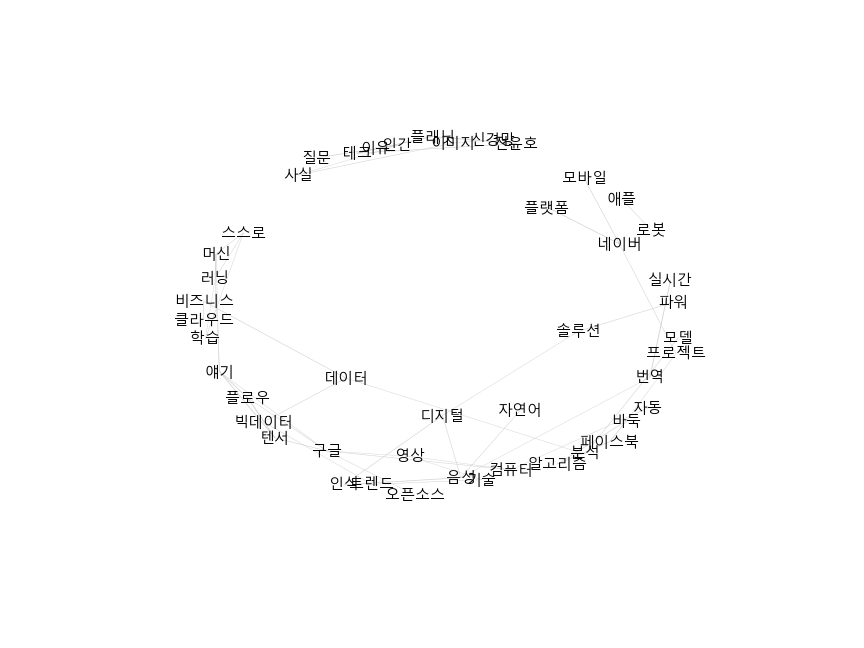 플래닛
이미지
신경망
전윤호
인간
이유
테크
질문
사실
모바일
애플
플랫폼
로봇
네이버
스스로
머신
러닝
실시간
비즈니스
파워
클라우드
솔루션
학습
모델
프로젝트
얘기
데이터
번역
플로우
자동
디지털
자연어
빅데이터
바둑
텐서
페이스북
구글
영상
분석
컴퓨터
알고리즘
인식
트렌드
음성
기술
오픈소스